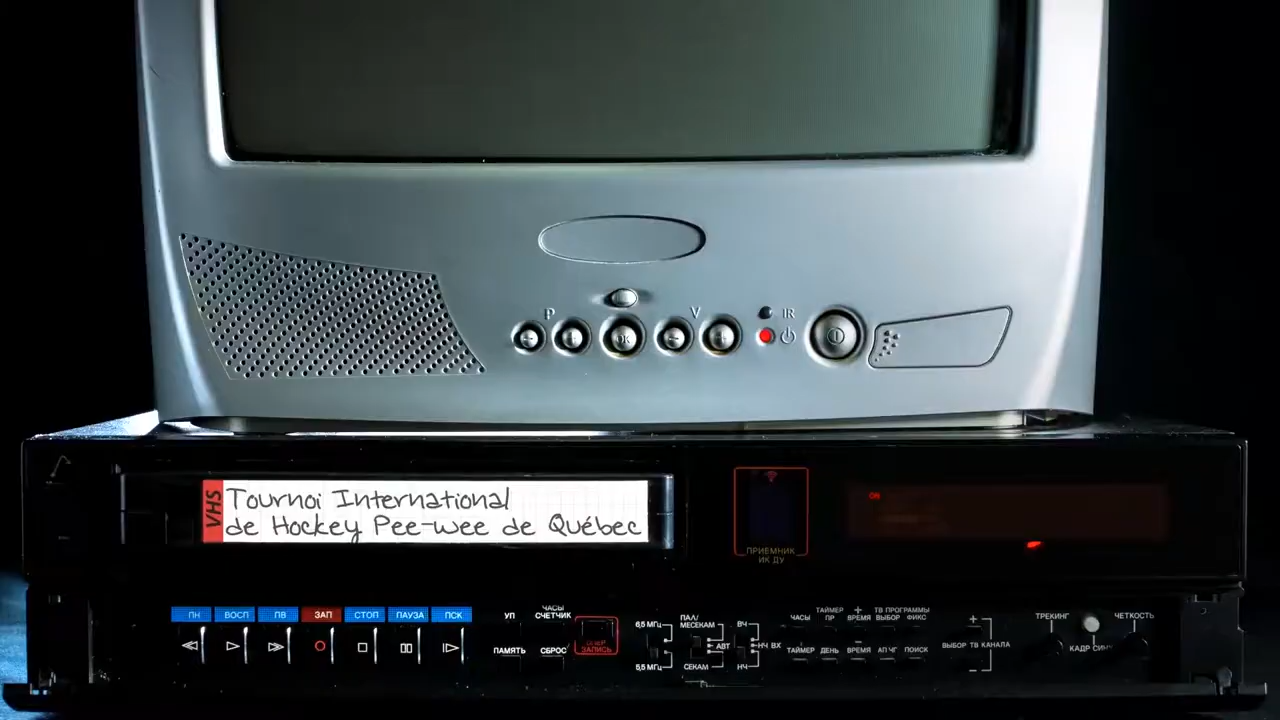 P
V
IR
OK
VHS
Tournoi International
de Hockey Pee-wee de Québec
ON
ПРИЕМНИК
ИК ДУ
ПН ВОСП ПВ ЗАП СТОП ПАУЗА ПСК
УП
ЧАСЫ
СЧЕТЧИК
ПАМЯТЬ
СБРОС
ЗАПИСЬ
6,5 МГц
5,5 МГц
ПАЛ/
МЕСЕКАМ
АВТ
СЕКАМ
ВЧ
НЧ ВХ
НЧ
ЧАСЫ
ТАЙМЕР
ПР
+
ВРЕМЯ
ТВ ПРОГРАММЫ
ВЫБОР ФИКС
ТАЙМЕР ДЕНЬ
–
ВРЕМЯ
АПЧГ ПОИСК
+
ВЫБОР ТВ КАНАЛА
–
ТРЕКИНГ
ЧЕТКОСТЬ
КАДР